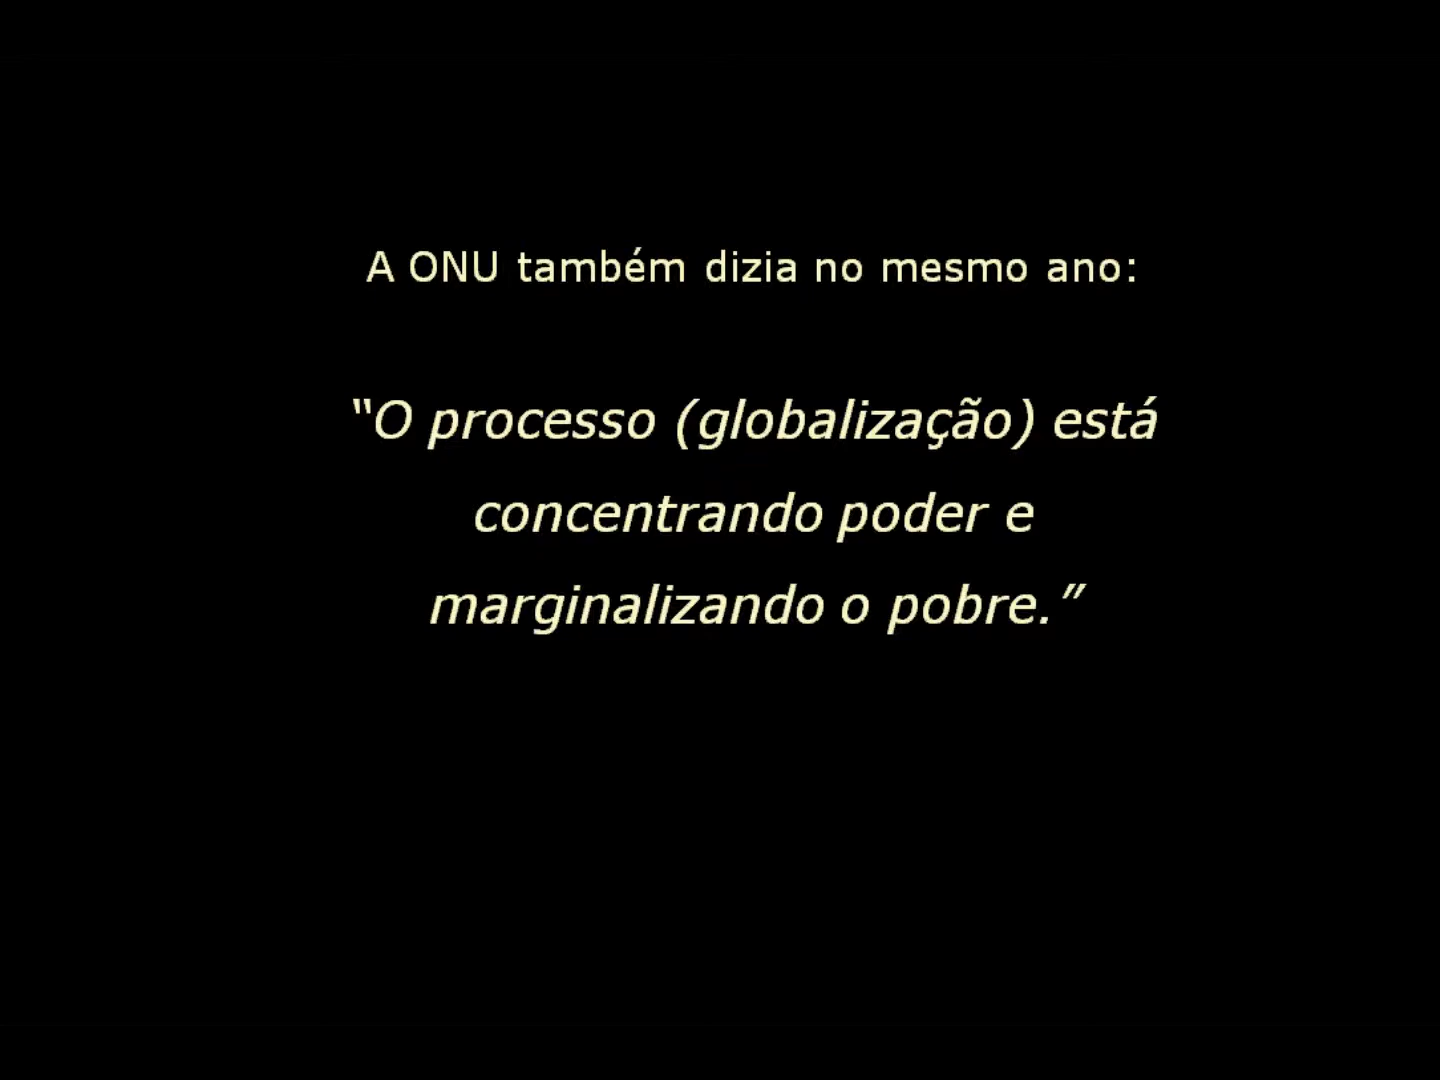 A ONU também dizia no mesmo ano:
“O processo (globalização) está
concentrando poder e
marginalizando o pobre.”